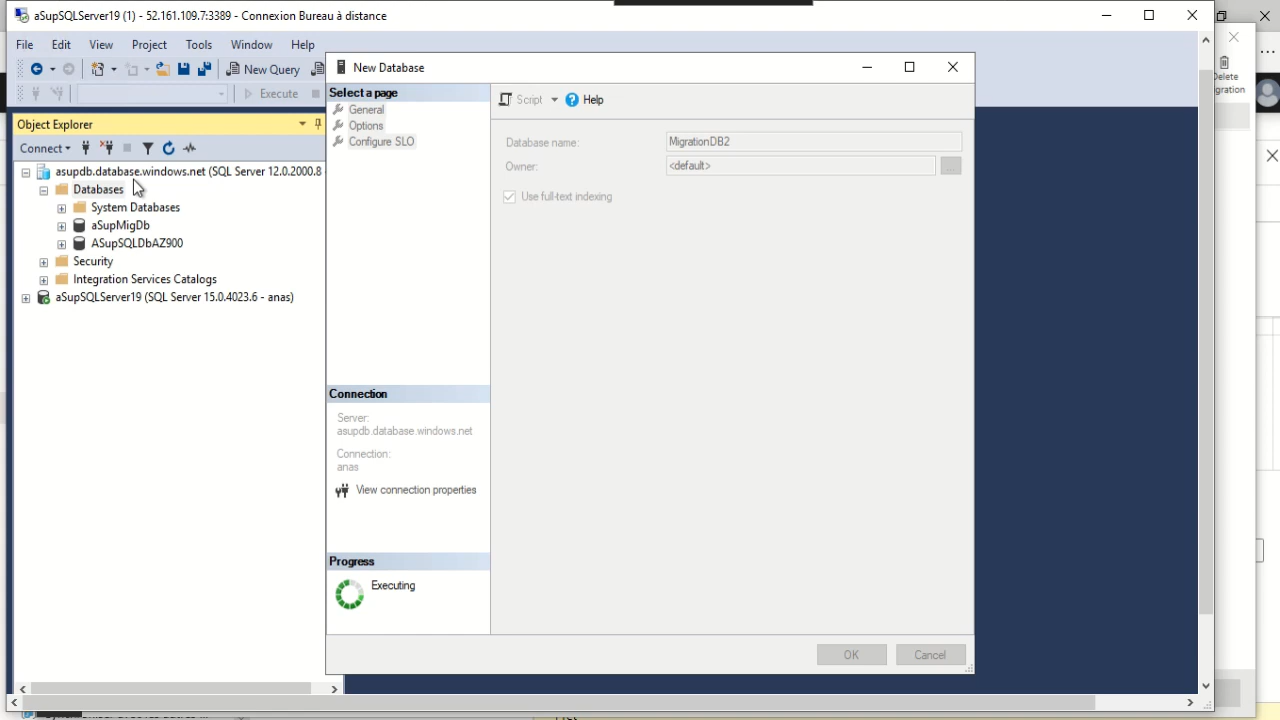 aSupSQLServer19 (1) - 52.161.109.7:3389 - Connexion Bureau à distance
File Edit View Project Tools Window Help
New Query
Execute
Object Explorer
Connect
asupdb.database.windows.net (SQL Server 12.0.2000.8
Databases
System Databases
aSupMigDb
ASupSQLDbAZ900
Security
Integration Services Catalogs
aSupSQLServer19 (SQL Server 15.0.4023.6 - anas)
New Database
Select a page
General
Options
Configure SLO
Script Help
Database name: MigrationDB2
Owner: <default>
...
Use full-text indexing
Connection
Server:
asupdb.database.windows.net
Connection:
anas
View connection properties
Progress
Executing
OK Cancel
elete
gration